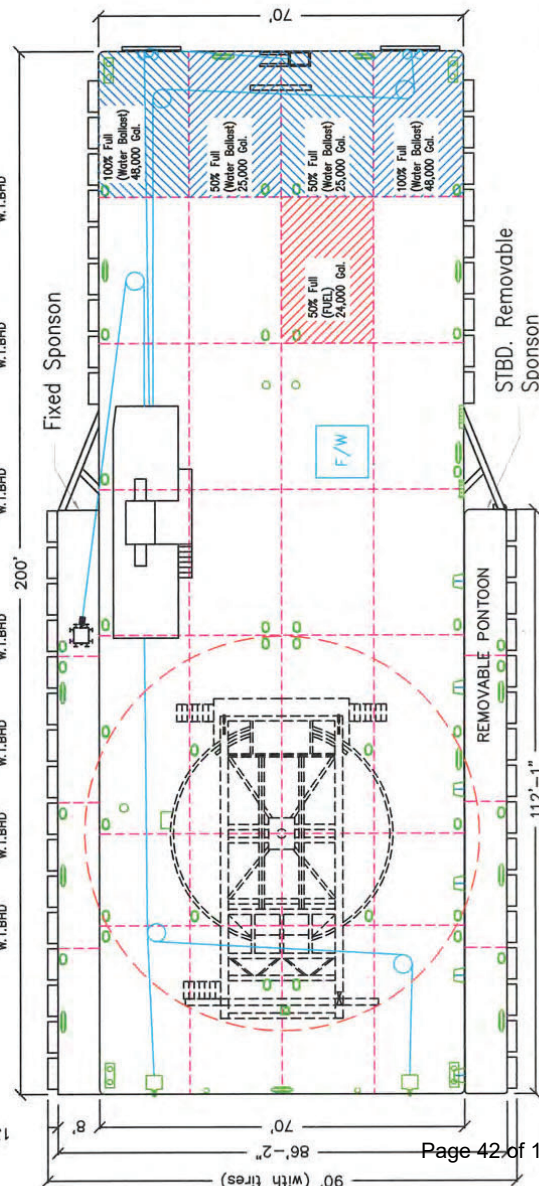 70'
200'
W.T.BHD
W.T.BHD
W.T.BHD
W.T.BHD
W.T.BHD
W.T.BHD
Fixed Sponson
100% Full
(Water Ballast)
48,000 Gal.
50% Full
(Water Ballast)
25,000 Gal.
50% Full
(Water Ballast)
25,000 Gal.
100% Full
(Water Ballast)
48,000 Gal.
50% Full
(FUEL)
24,000 Gal.
F/W
STBD. Removable
Sponson
REMOVABLE PONTOON
112'-1"
8'
70'
86'-2"
90' (with tires)
Page 42 of 1